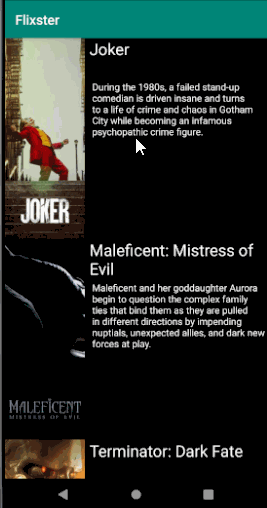 Flixster
Joker
During the 1980s, a failed stand-up
comedian is driven insane and turns
to a life of crime and chaos in Gotham
City while becoming an infamous
psychopathic crime figure.
JOKER
Maleficent: Mistress of
Evil
Maleficent and her goddaughter Aurora
begin to question the complex family
ties that bind them as they are pulled
in different directions by impending
nuptials, unexpected allies, and dark new
forces at play.
MALEFICENT
MISTRESS OF EVIL
Terminator: Dark Fate